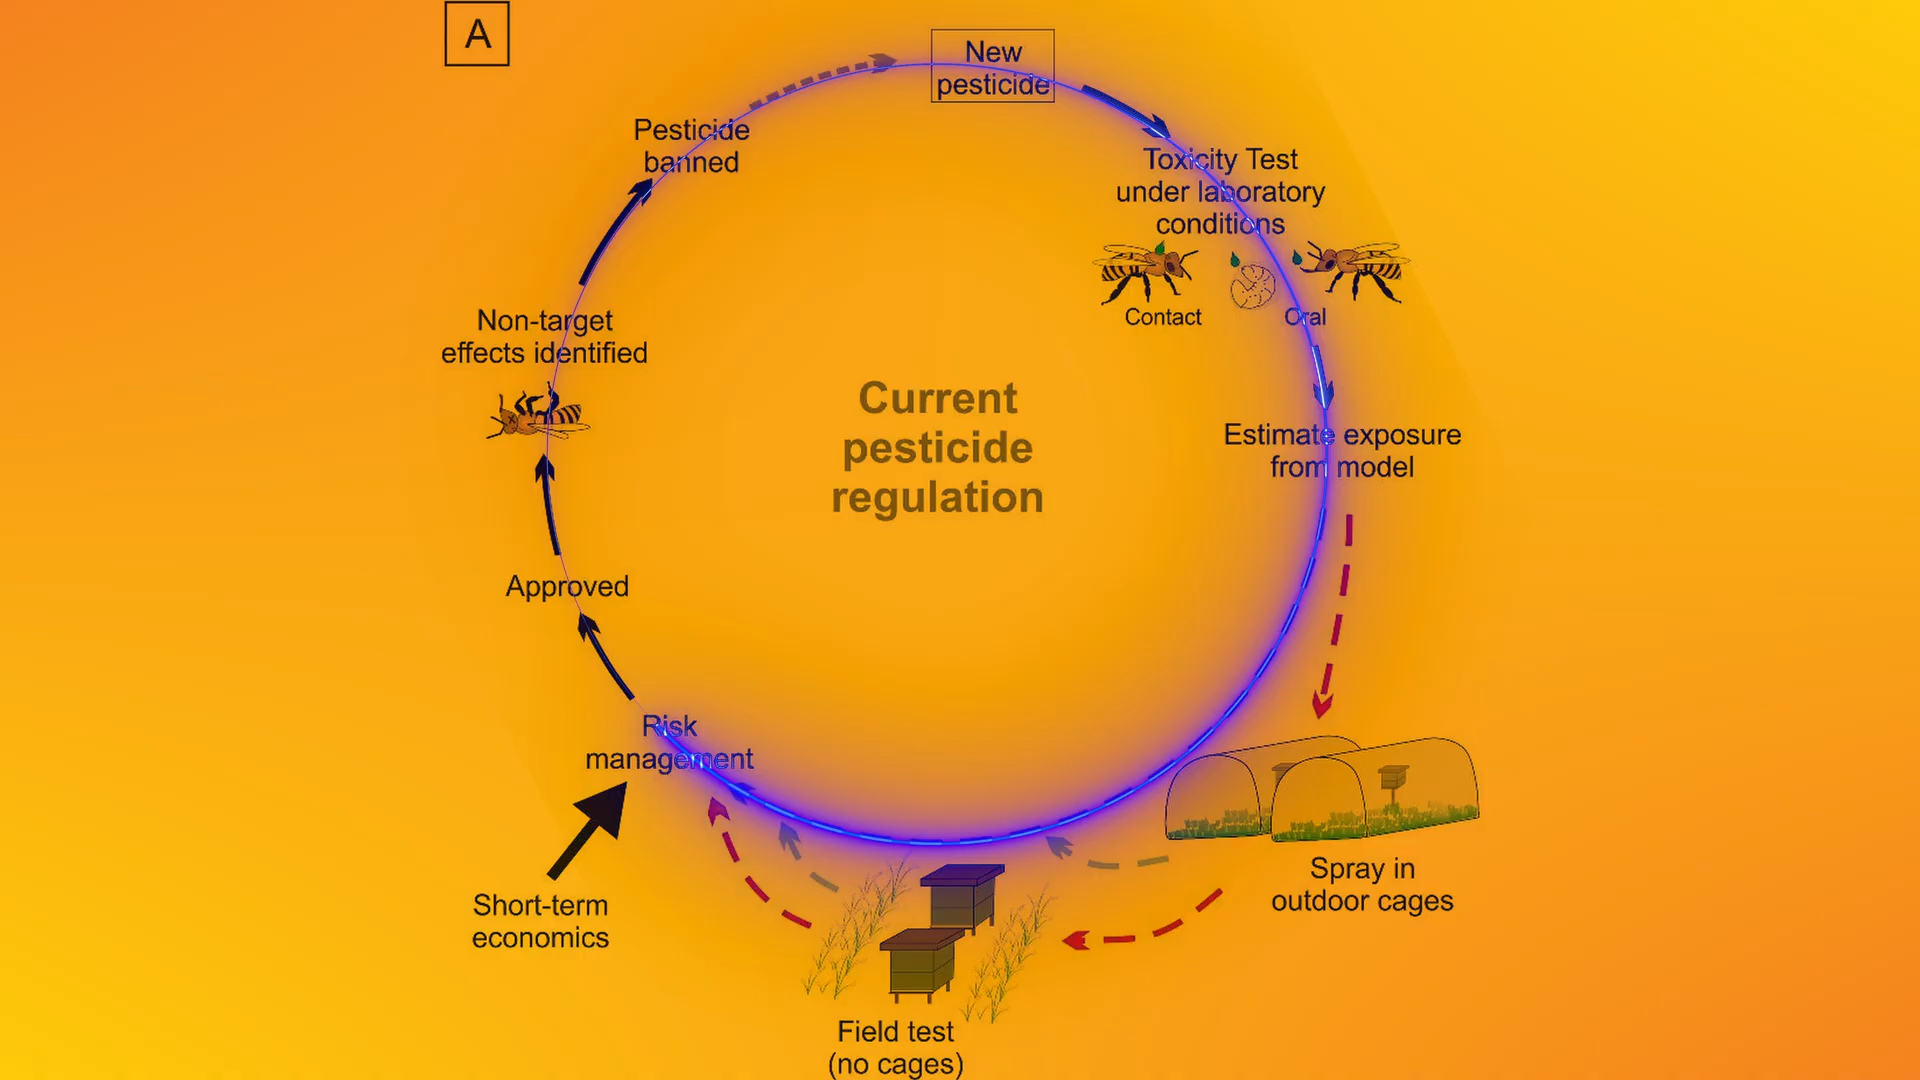 A
New
pesticide
Toxicity Test
under laboratory
conditions
Contact
Oral
Estimate exposure
from model
Spray in
outdoor cages
Field test
(no cages)
Short-term
economics
Risk
management
Approved
Non-target
effects identified
Pesticide
banned
Current
pesticide
regulation